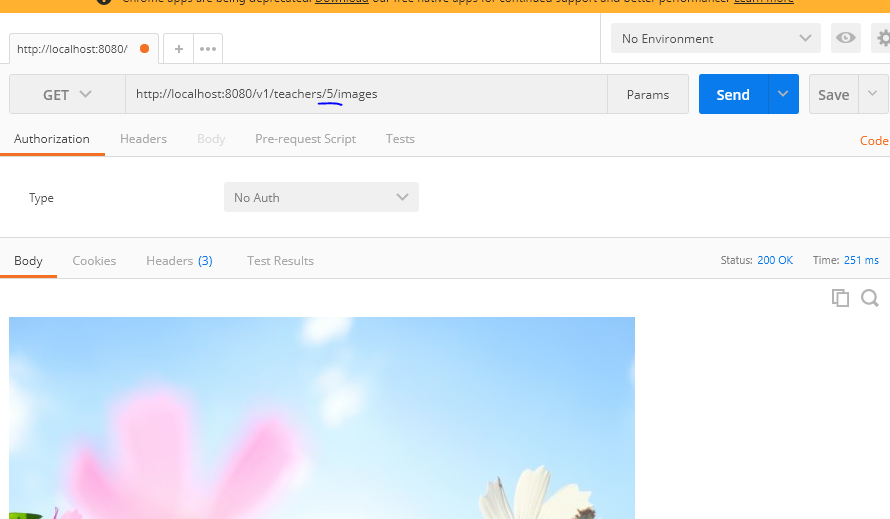 Chrome apps are being deprecated. Download our free native apps for continued support and better performance. Learn more
http://localhost:8080/
No Environment
GET http://localhost:8080/v1/teachers/5/images Params Send Save
Authorization Headers Body Pre-request Script Tests Code
Type No Auth
Body Cookies Headers (3) Test Results Status: 200 OK Time: 251 ms